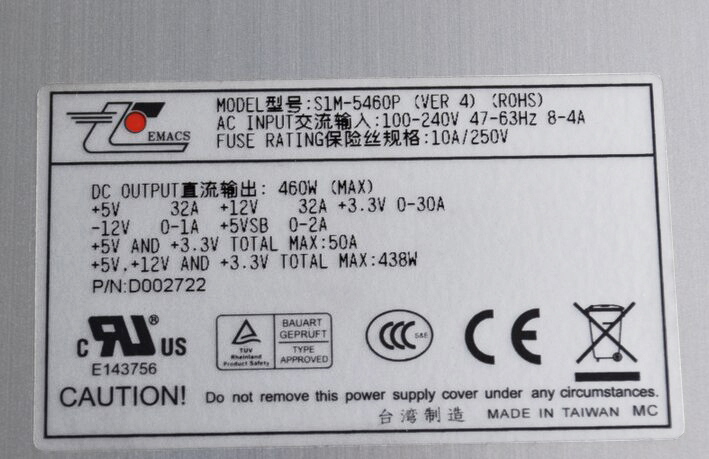 EMACS
MODEL型号:S1M-5460P (VER 4) (ROHS)
AC INPUT交流输入:100-240V 47-63Hz 8-4A
FUSE RATING保险丝规格:10A/250V
DC OUTPUT直流输出: 460W (MAX)
+5V 32A +12V 32A +3.3V 0-30A
-12V 0-1A +5VSB 0-2A
+5V AND +3.3V TOTAL MAX:50A
+5V,+12V AND +3.3V TOTAL MAX:438W
P/N:D002722
c RU® US
E143756
TÜV
Rheinland
Product Safety
BAUART
GEPRUFT
TYPE
APPROVED
CCC S&E
CE
CAUTION! Do not remove this power supply cover under any circumstances.
台湾制造 MADE IN TAIWAN MC